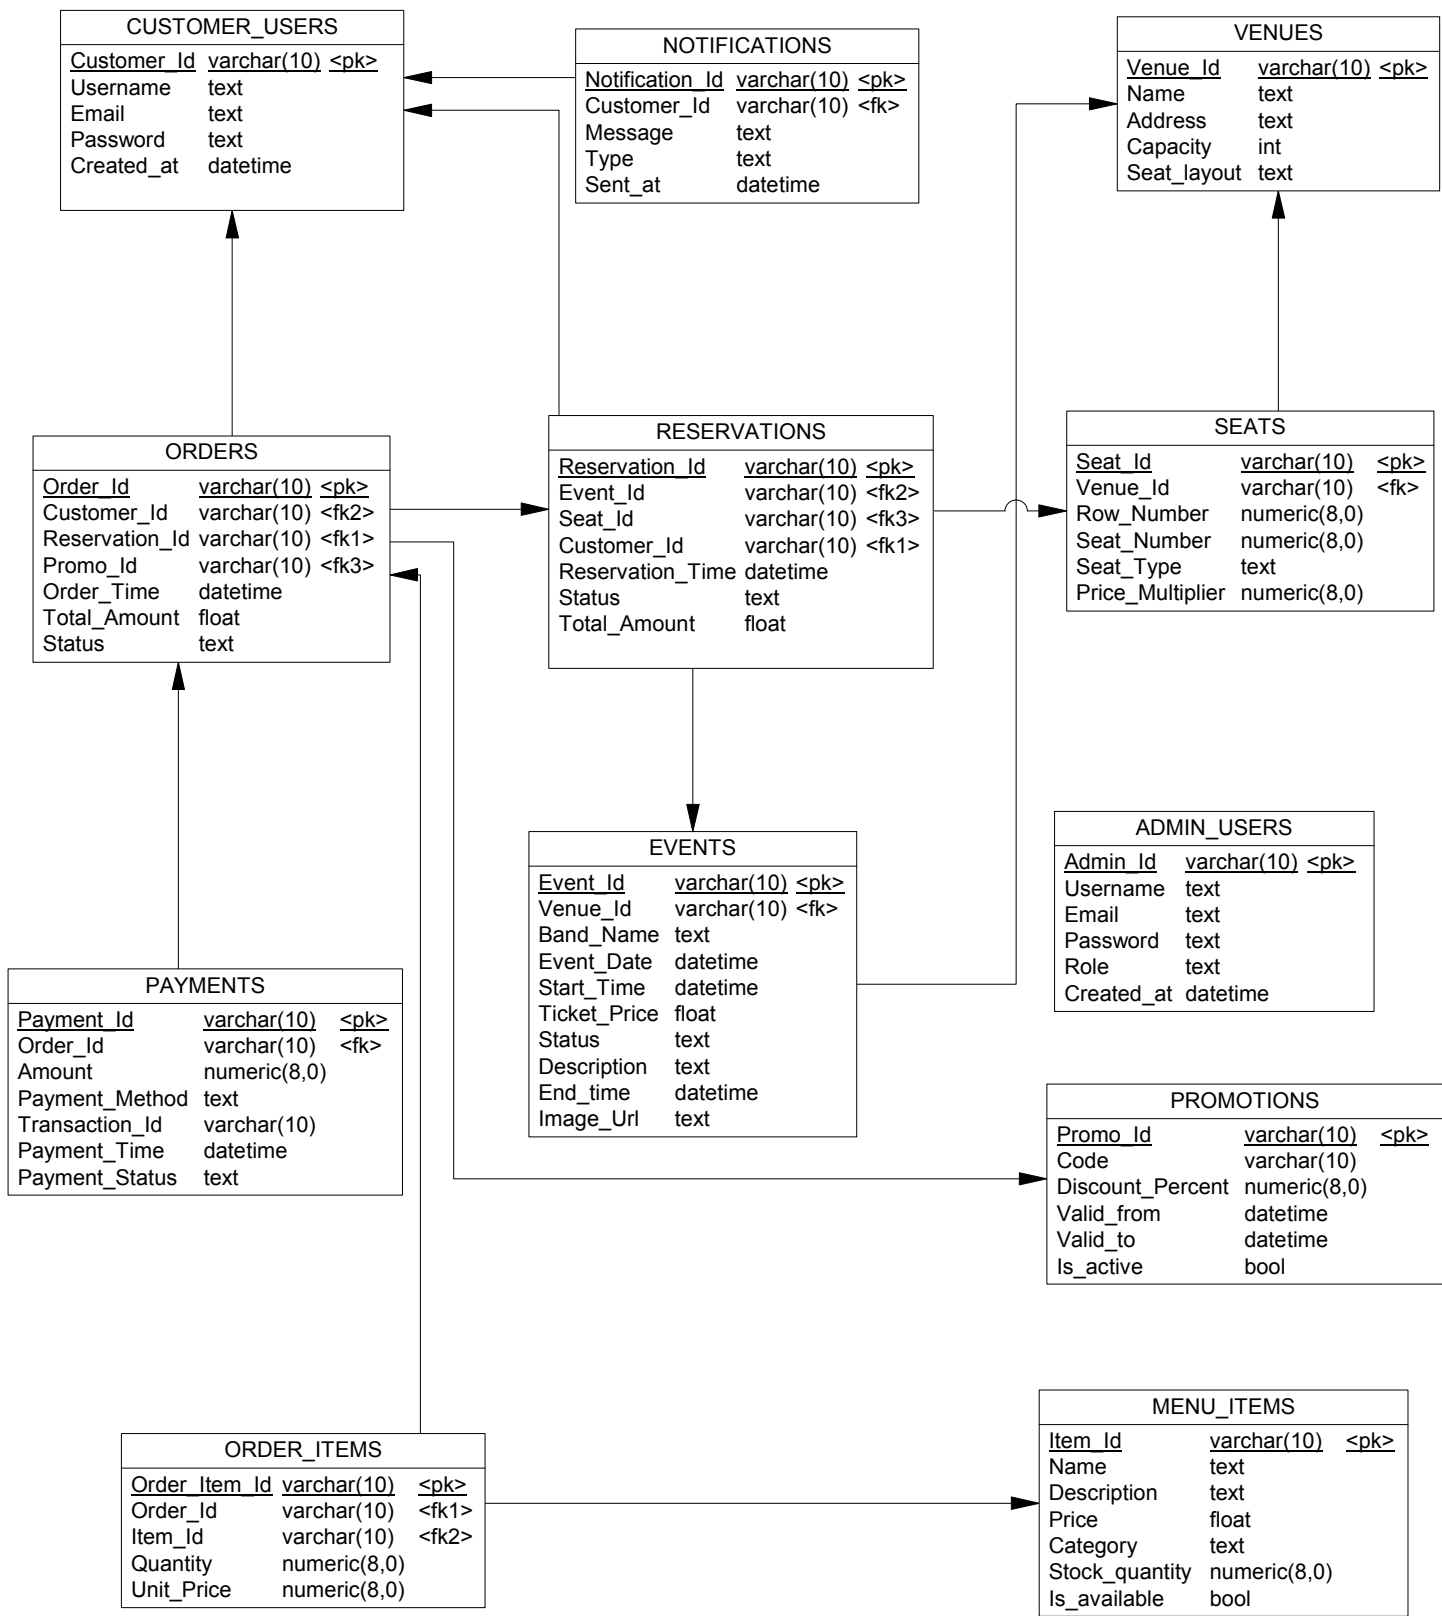 CUSTOMER_USERS
Customer_Id varchar(10) <pk>
Username text
Email text
Password text
Created_at datetime
NOTIFICATIONS
Notification_Id varchar(10) <pk>
Customer_Id varchar(10) <fk>
Message text
Type text
Sent_at datetime
VENUES
Venue_Id varchar(10) <pk>
Name text
Address text
Capacity int
Seat_layout text
ORDERS
Order_Id varchar(10) <pk>
Customer_Id varchar(10) <fk2>
Reservation_Id varchar(10) <fk1>
Promo_Id varchar(10) <fk3>
Order_Time datetime
Total_Amount float
Status text
RESERVATIONS
Reservation_Id varchar(10) <pk>
Event_Id varchar(10) <fk2>
Seat_Id varchar(10) <fk3>
Customer_Id varchar(10) <fk1>
Reservation_Time datetime
Status text
Total_Amount float
SEATS
Seat_Id varchar(10) <pk>
Venue_Id varchar(10) <fk>
Row_Number numeric(8,0)
Seat_Number numeric(8,0)
Seat_Type text
Price_Multiplier numeric(8,0)
EVENTS
Event_Id varchar(10) <pk>
Venue_Id varchar(10) <fk>
Band_Name text
Event_Date datetime
Start_Time datetime
Ticket_Price float
Status text
Description text
End_time datetime
Image_Url text
ADMIN_USERS
Admin_Id varchar(10) <pk>
Username text
Email text
Password text
Role text
Created_at datetime
PAYMENTS
Payment_Id varchar(10) <pk>
Order_Id varchar(10) <fk>
Amount numeric(8,0)
Payment_Method text
Transaction_Id varchar(10)
Payment_Time datetime
Payment_Status text
PROMOTIONS
Promo_Id varchar(10) <pk>
Code varchar(10)
Discount_Percent numeric(8,0)
Valid_from datetime
Valid_to datetime
Is_active bool
ORDER_ITEMS
Order_Item_Id varchar(10) <pk>
Order_Id varchar(10) <fk1>
Item_Id varchar(10) <fk2>
Quantity numeric(8,0)
Unit_Price numeric(8,0)
MENU_ITEMS
Item_Id varchar(10) <pk>
Name text
Description text
Price float
Category text
Stock_quantity numeric(8,0)
Is_available bool